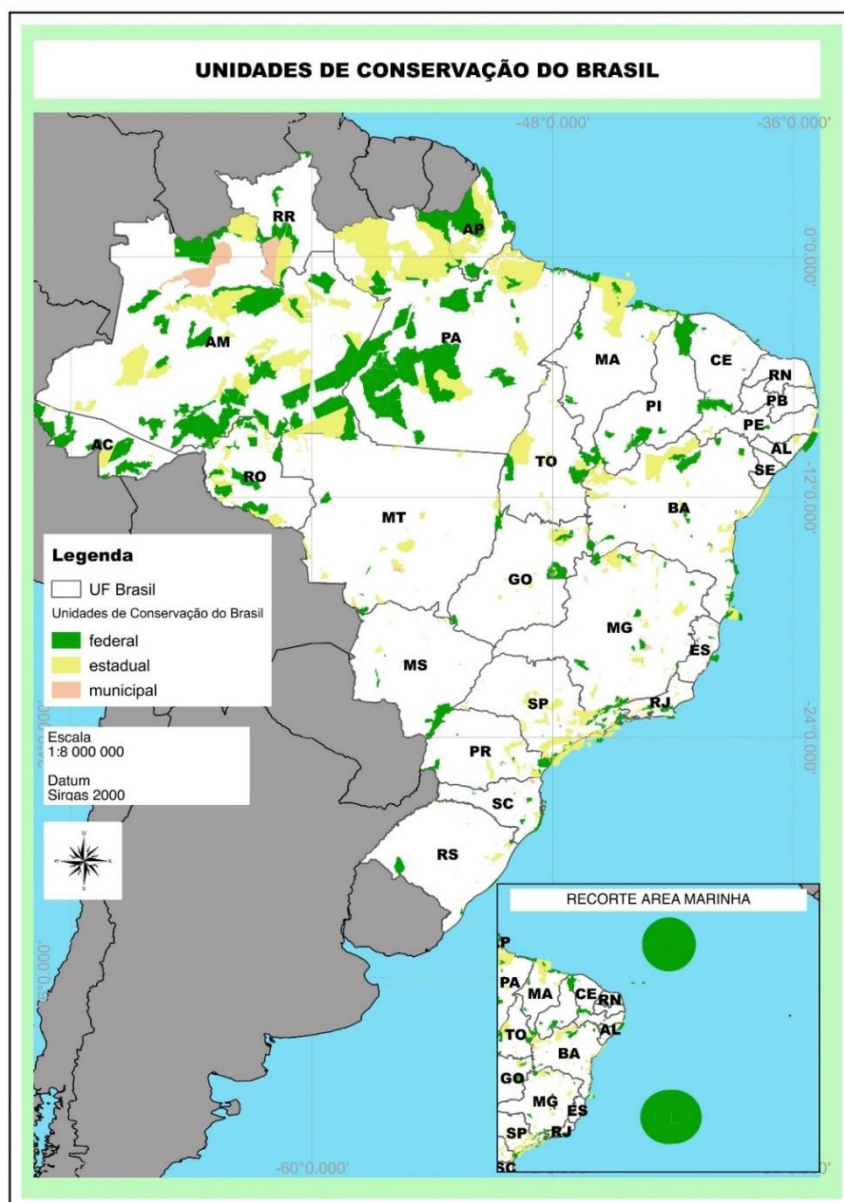 UNIDADES DE CONSERVAÇÃO DO BRASIL
-48°0.000'
-36°0.000'
RR
AP
0°0.000'
AM
PA
MA
CE
RN
PB
PI
PE
AL
SE
AC
RO
TO
BA
-12°0.000'
MT
GO
Legenda
UF Brasil
Unidades de Conservação do Brasil
federal
estadual
municipal
MG
ES
MS
SP
RJ
-24°0.000'
PR
Escala
1:8 000 000
Datum
Sirgas 2000
SC
RS
N
W
E
S
RECORTE AREA MARINHA
PA
MA
CE
RN
AL
TO
BA
GO
MG
ES
SP
RJ
SC
-60°0.000'